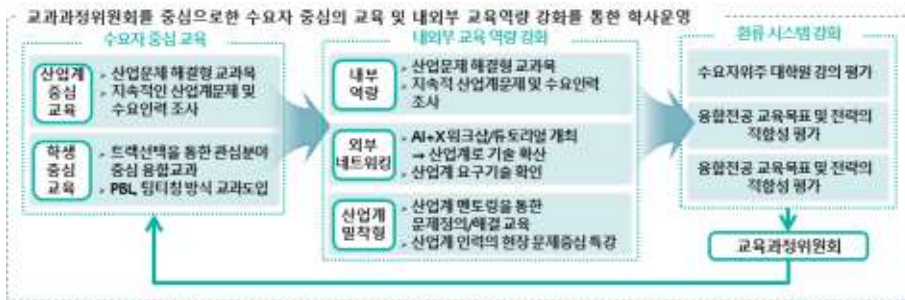 교과과정위원회를 중심으로한 수요자 중심의 교육 및 내외부 교육역량 강화를 통한 학사운영
수요자 중심 교육
산업계
중심
교육
산업문제 해결형 교과목
지속적인 산업계문제 및
수요인력 조사
학생
중심
교육
트랙선택을 통한 관심분야
중심 융합교과
PBL, 팀티칭 방식 교과도입
내외부 교육 역량 강화
내부
역량
산업문제 해결형 교과목
지속적 산업계문제 및 수요인력
조사
외부
네트워킹
AI+X 워크샵/튜토리얼 개최
→ 산업계로 기술 확산
산업계 요구기술 확인
산업계
밀착형
산업계 멘토링을 통한
문제정의/해결 교육
산업계 인력의 현장 문제중심 특강
환류 시스템 강화
수요자위주 대학원 강의 평가
융합전공 교육목표 및 전략의
적합성 평가
융합전공 교육목표 및 전략의
적합성 평가
교육과정위원회